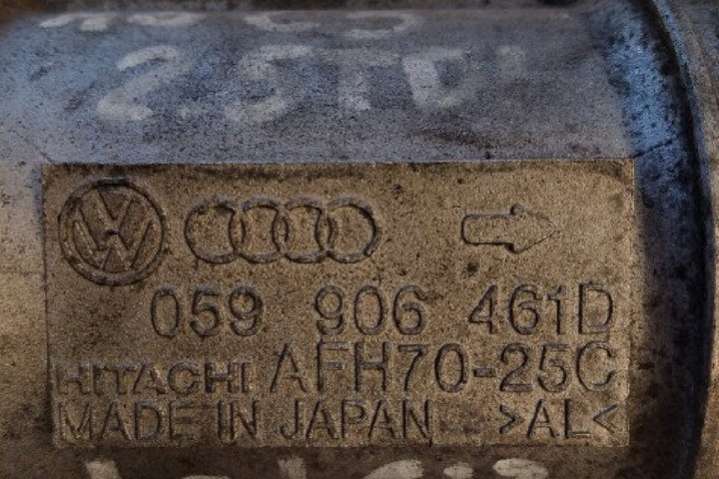 2.5TDI
059 906 461D
HITACHI AFH70-25C
MADE IN JAPAN >AL<